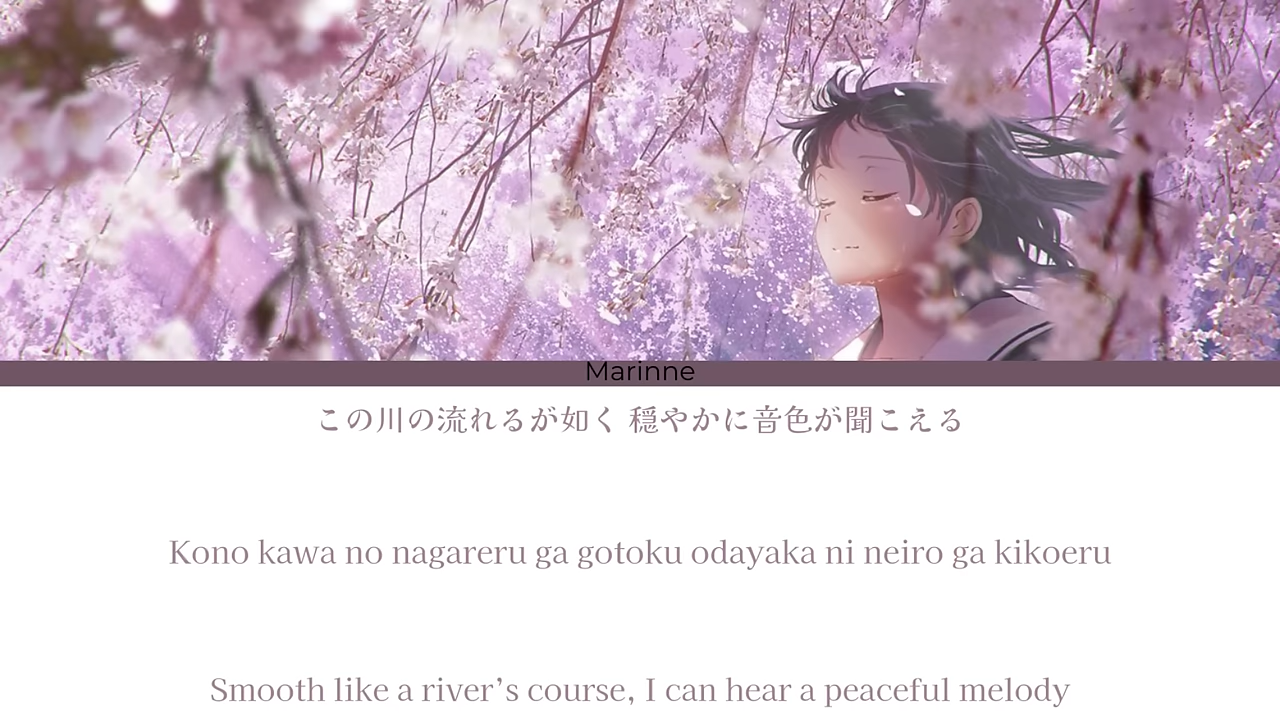 Marinne
この川の流れるが如く 穏やかに音色が聞こえる
Kono kawa no nagareru ga gotoku odayaka ni neiro ga kikoeru
Smooth like a river’s course, I can hear a peaceful melody